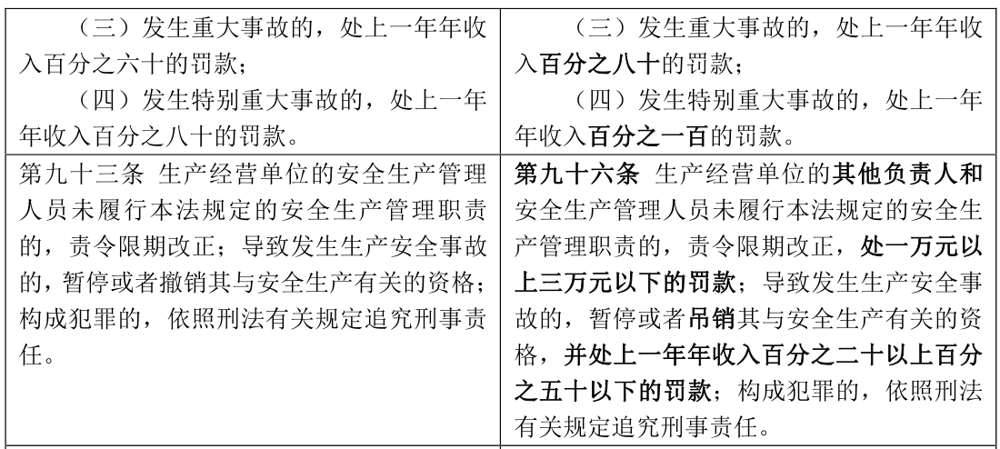 （三）发生重大事故的，处上一年年收
入百分之六十的罚款；
（四）发生特别重大事故的，处上一年
年收入百分之八十的罚款。
（三）发生重大事故的，处上一年年收
入百分之八十的罚款；
（四）发生特别重大事故的，处上一年
年收入百分之一百的罚款。
第九十三条 生产经营单位的安全生产管理
人员未履行本法规定的安全生产管理职责
的，责令限期改正；导致发生生产安全事故
的，暂停或者撤销其与安全生产有关的资格；
构成犯罪的，依照刑法有关规定追究刑事责
任。
第九十六条 生产经营单位的其他负责人和
安全生产管理人员未履行本法规定的安全生
产管理职责的，责令限期改正，处一万元以
上三万元以下的罚款；导致发生生产安全事
故的，暂停或者吊销其与安全生产有关的资
格，并处上一年年收入百分之二十以上百分
之五十以下的罚款；构成犯罪的，依照刑法
有关规定追究刑事责任。